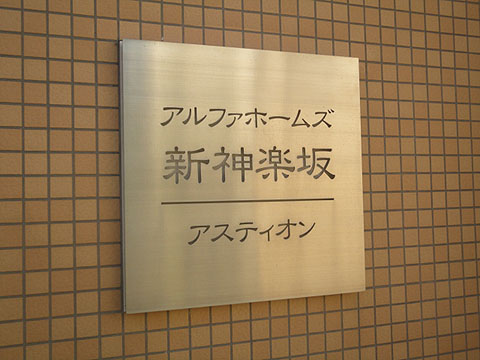 アルファホームズ
新神楽坂
アスティオン